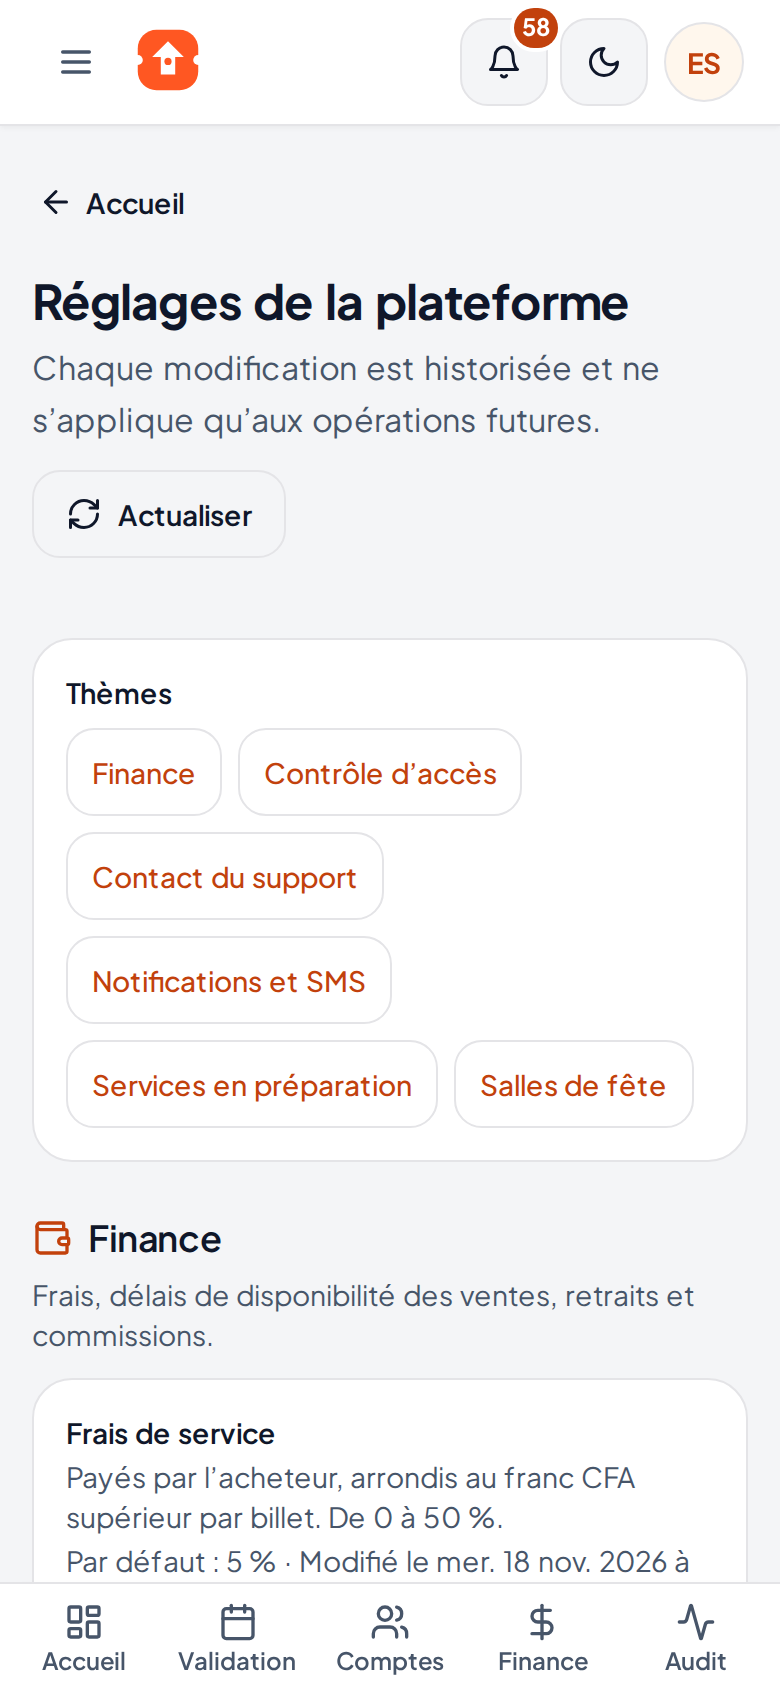 58
ES
Accueil
Réglages de la plateforme
Chaque modification est historisée et ne
s’applique qu’aux opérations futures.
Actualiser
Thèmes
Finance
Contrôle d’accès
Contact du support
Notifications et SMS
Services en préparation
Salles de fête
Finance
Frais, délais de disponibilité des ventes, retraits et
commissions.
Frais de service
Payés par l’acheteur, arrondis au franc CFA
supérieur par billet. De 0 à 50 %.
Par défaut : 5 % · Modifié le mer. 18 nov. 2026 à
Accueil
Validation
Comptes
Finance
Audit